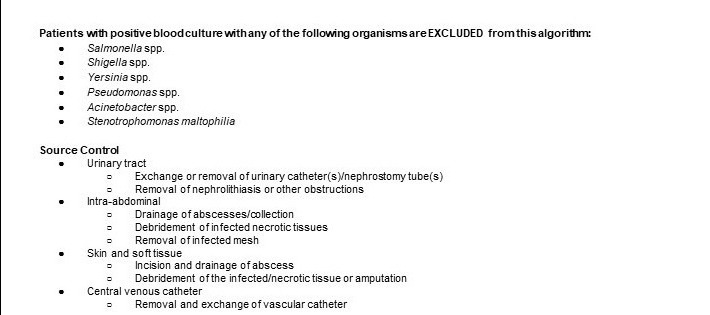 Patients with positive blood culture with any of the following organisms are EXCLUDED from this algorithm:
• Salmonella spp.
• Shigella spp.
• Yersinia spp.
• Pseudomonas spp.
• Acinetobacter spp.
• Stenotrophomonas maltophilia
Source Control
• Urinary tract
o Exchange or removal of urinary catheter(s)/nephrostomy tube(s)
o Removal of nephrolithiasis or other obstructions
• Intra-abdominal
o Drainage of abscesses/collection
o Debridement of infected necrotic tissues
o Removal of infected mesh
• Skin and soft tissue
o Incision and drainage of abscess
o Debridement of the infected/necrotic tissue or amputation
• Central venous catheter
o Removal and exchange of vascular catheter